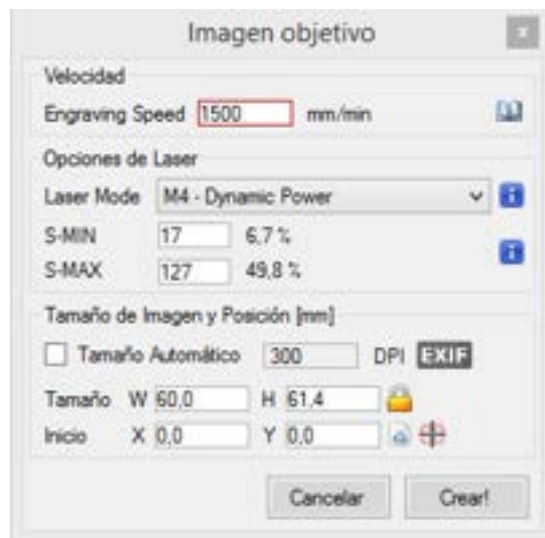 Imagen objetivo
x
Velocidad
Engraving Speed 1500 mm/min
Opciones de Laser
Laser Mode M4 - Dynamic Power
S-MIN 17 6,7 %
S-MAX 127 49,8 %
Tamaño de Imagen y Posición [mm]
Tamaño Automático 300 DPI EXIF
Tamaño W 60,0 H 61,4
Inicio X 0,0 Y 0,0
Cancelar Crear!